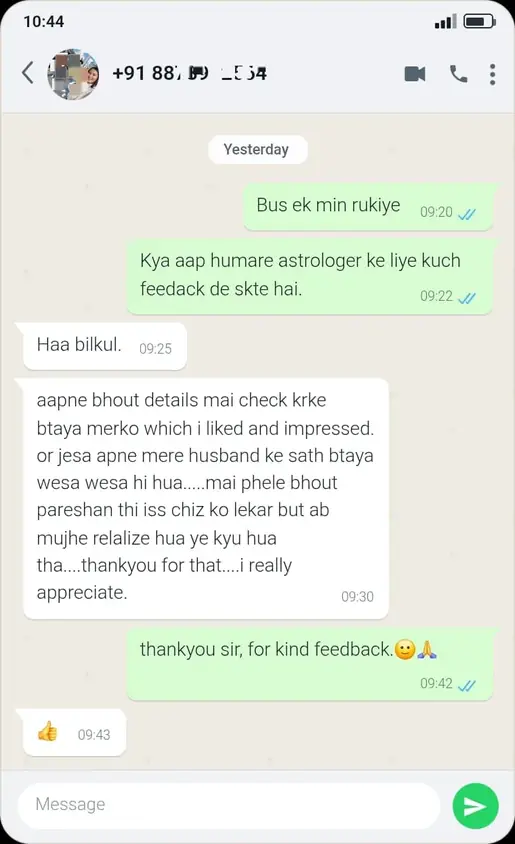 10:44
+91 88
Yesterday
Bus ek min rukiye
09:20
Kya aap humare astrologer ke liye kuch
feedack de skte hai.
09:22
Haa bilkul.
09:25
aapne bhout details mai check krke
btaya merko which i liked and impressed.
or jesa apne mere husband ke sath btaya
wesa wesa hi hua.....mai phele bhout
pareshan thi iss chiz ko lekar but ab
mujhe relalize hua ye kyu hua
tha....thankyou for that....i really
appreciate.
09:30
thankyou sir, for kind feedback.🙂🙏
09:42
👍
09:43
Message